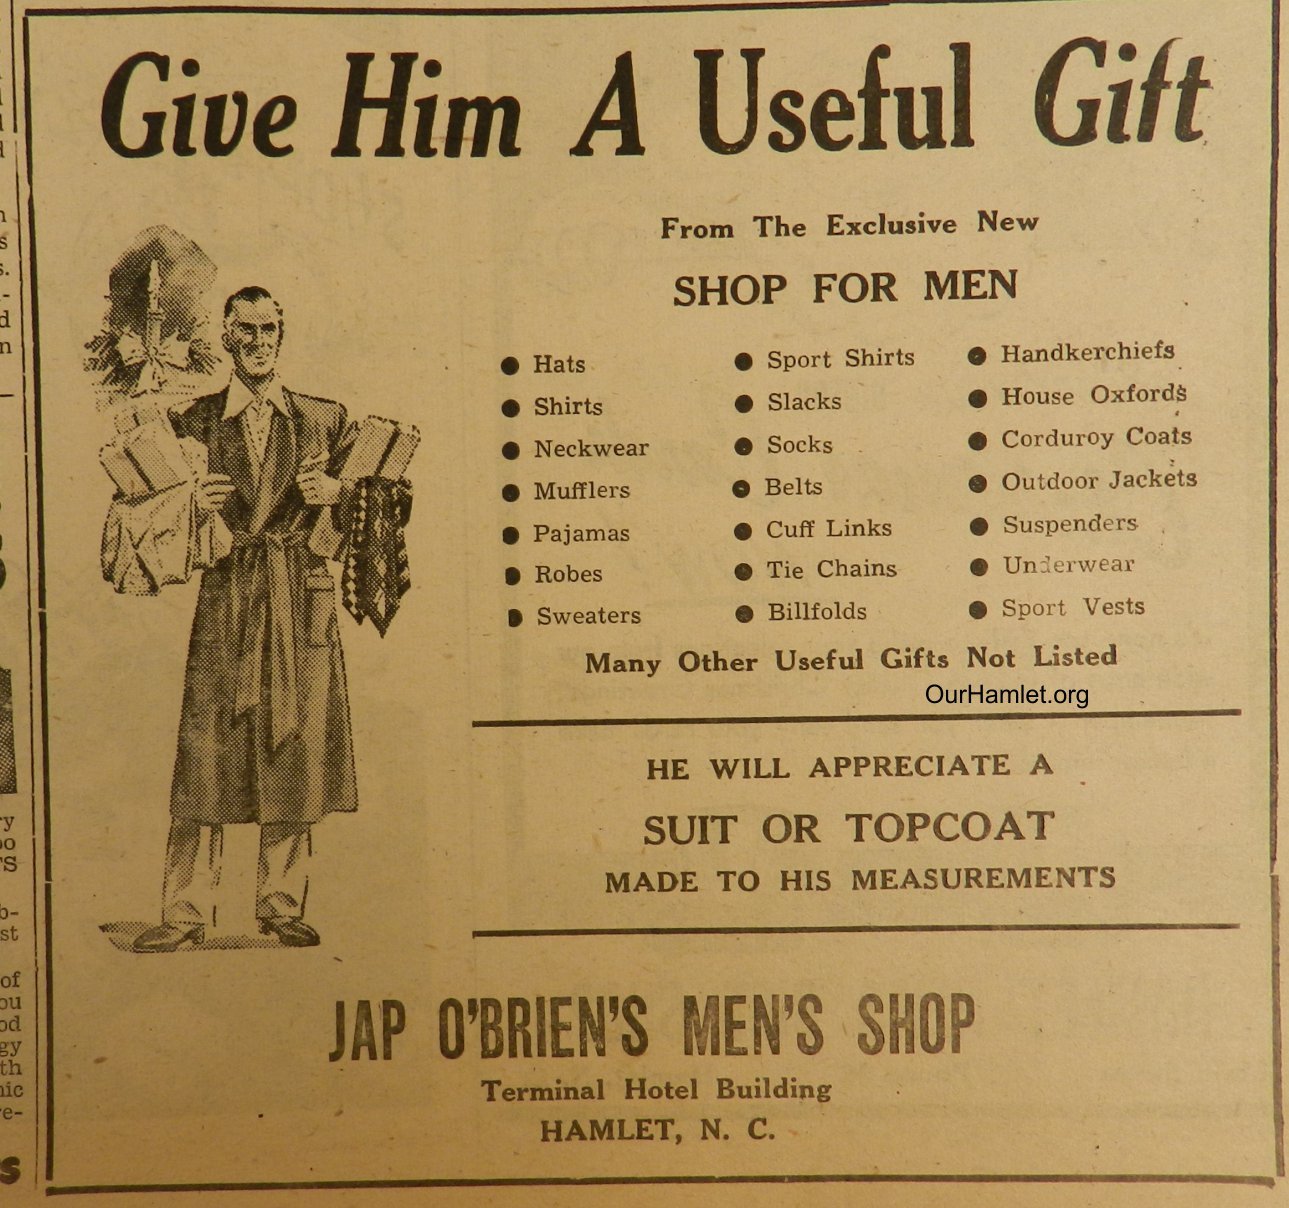 Give Him A Useful Gift
From The Exclusive New
SHOP FOR MEN
Hats
Shirts
Neckwear
Mufflers
Pajamas
Robes
Sweaters
Sport Shirts
Slacks
Socks
Belts
Cuff Links
Tie Chains
Billfolds
Handkerchiefs
House Oxfords
Corduroy Coats
Outdoor Jackets
Suspenders
Underwear
Sport Vests
Many Other Useful Gifts Not Listed
OurHamlet.org
HE WILL APPRECIATE A
SUIT OR TOPCOAT
MADE TO HIS MEASUREMENTS
JAP O'BRIEN'S MEN'S SHOP
Terminal Hotel Building
HAMLET, N. C.